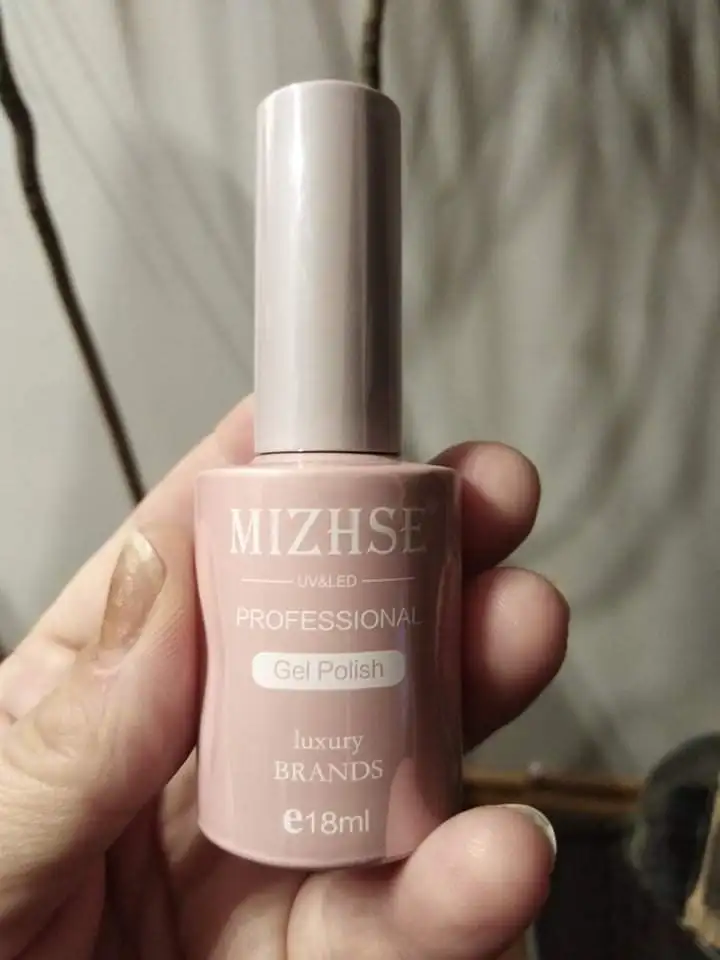 MIZHSE
UV&LED
PROFESSIONAL
Gel Polish
luxury
BRANDS
e18ml